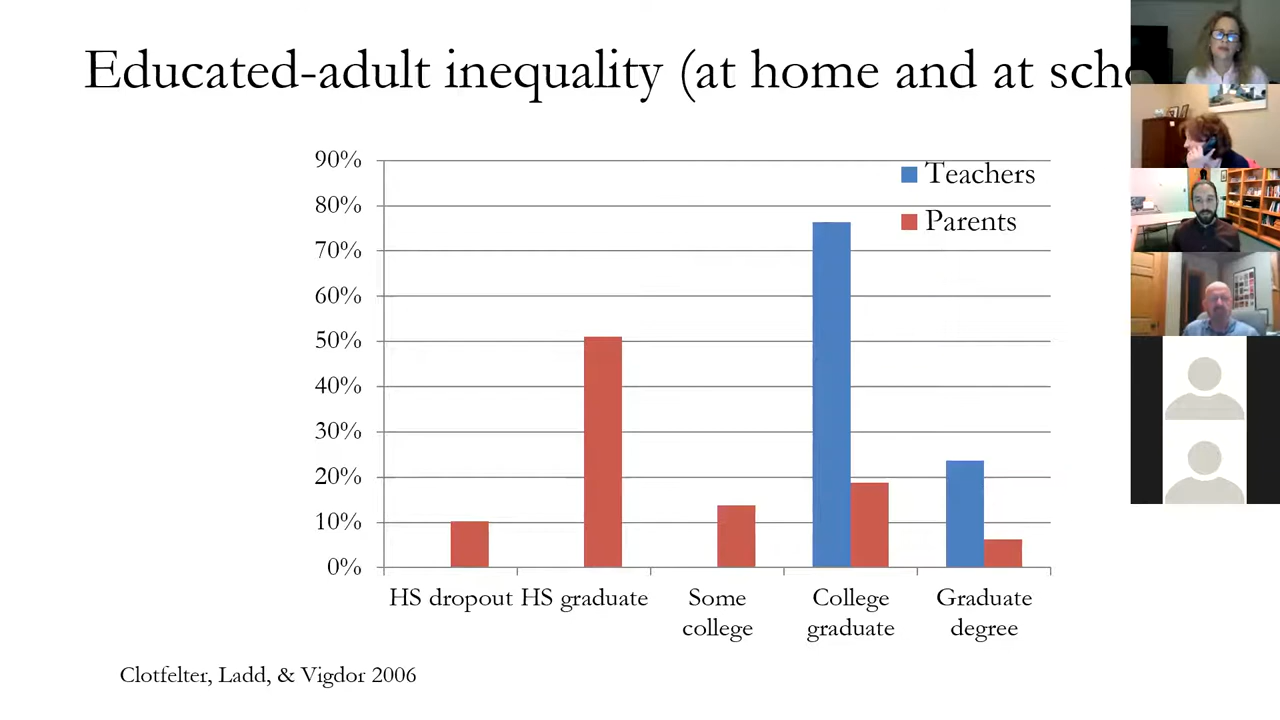 Educated-adult inequality (at home and at scho
90%
80%
70%
60%
50%
40%
30%
20%
10%
0%
Teachers
Parents
HS dropout
HS graduate
Some
college
College
graduate
Graduate
degree
Clotfelter, Ladd, & Vigdor 2006